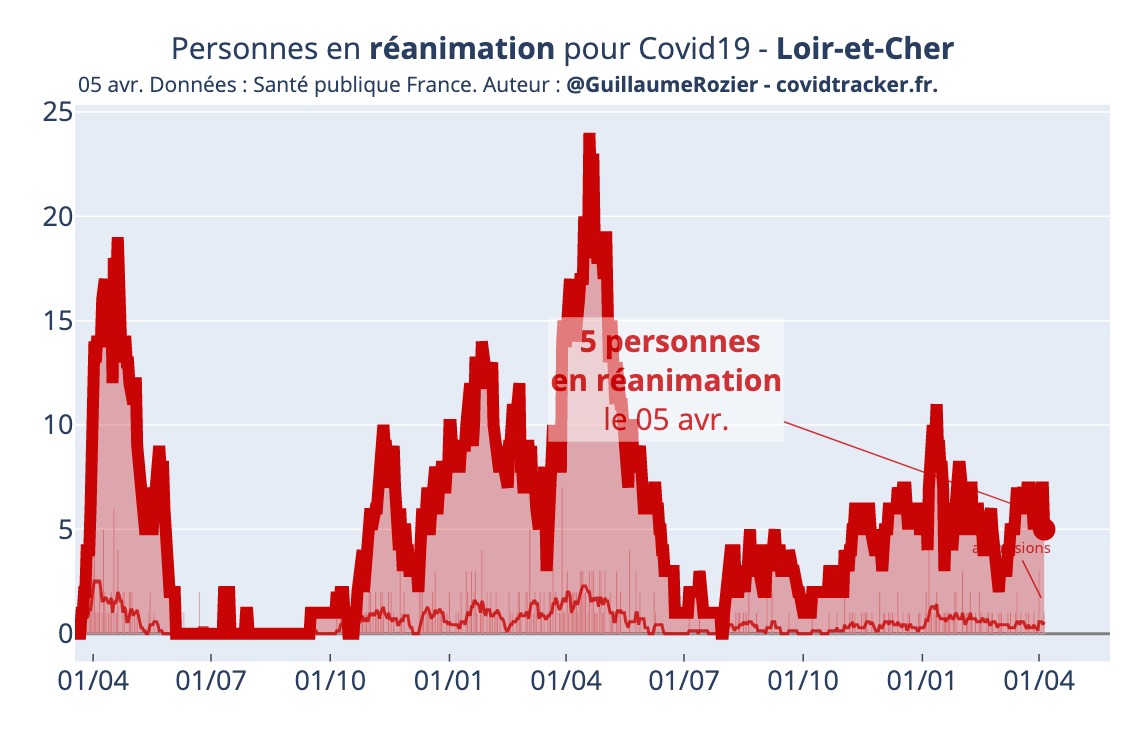 Personnes en réanimation pour Covid19 - Loir-et-Cher
05 avr. Données : Santé publique France. Auteur : @GuillaumeRozier - covidtracker.fr.
25
20
15
10
5
0
5 personnes
en réanimation
le 05 avr.
01/04 01/07 01/10 01/01 01/04 01/07 01/10 01/01 01/04